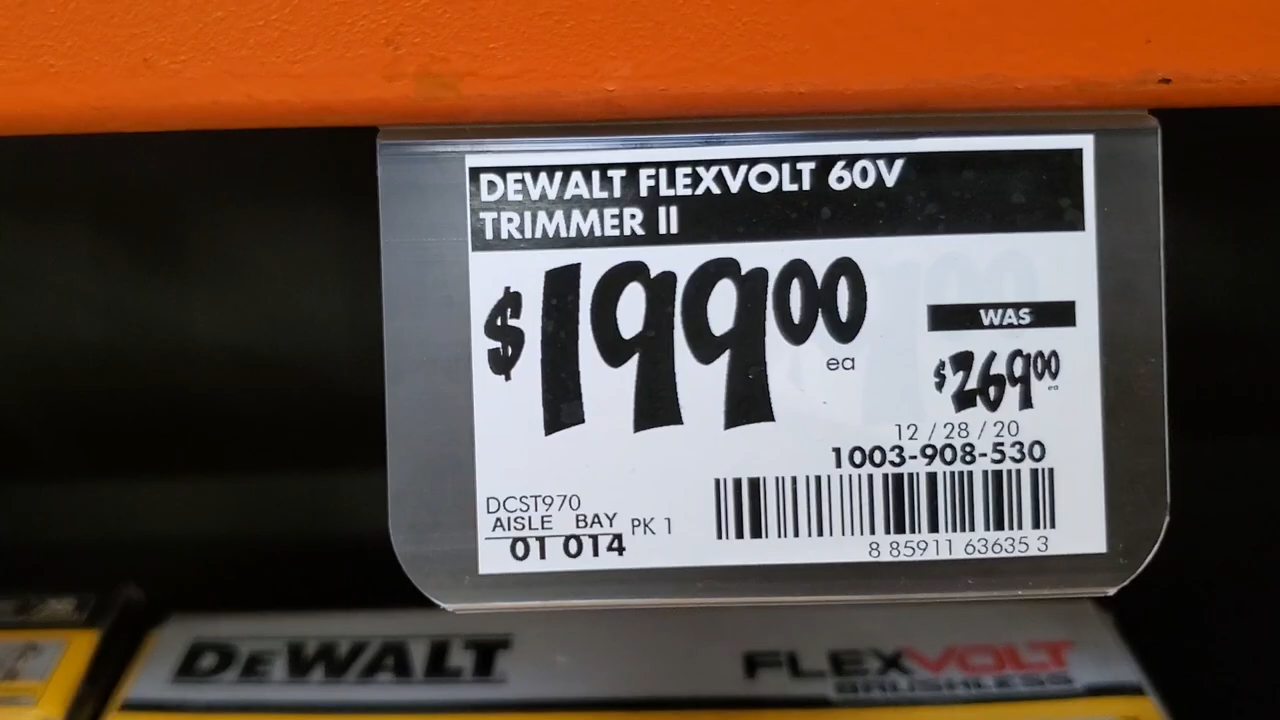 DEWALT FLEXVOLT 60V
TRIMMER II
$199 00
ea
WAS
$269 00
ea
12 / 28 / 20
1003-908-530
DCST970
AISLE BAY PK 1
01 014
8 85911 63635 3
DEWALT
FLEXVOLT
BRUSHLESS